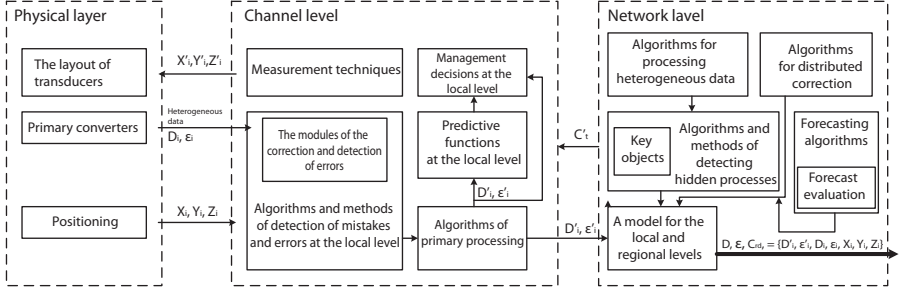 Physical layer
The layout of
transducers
Primary converters
Positioning
X'ᵢ,Y'ᵢ,Z'ᵢ
Heterogeneous
data
Dᵢ, εᵢ
Xᵢ, Yᵢ, Zᵢ
Channel level
Measurement techniques
The modules of the
correction and detection
of errors
Algorithms and methods
of detection of mistakes
and errors at the local level
Management
decisions at the
local level
Predictive
functions
at the local level
D'ᵢ, ε'ᵢ
Algorithms of
primary processing
C'ₜ
D'ᵢ, ε'ᵢ
Network level
Algorithms for
processing
heterogeneous data
Algorithms
for distributed
correction
Key
objects
Algorithms and
methods of
detecting
hidden processes
Forecasting
algorithms
Forecast
evaluation
A model for the
local and
regional levels
D, ε, Crd, = {D'ᵢ, ε'ᵢ, Dᵢ, εᵢ, Xᵢ, Yᵢ, Zᵢ}